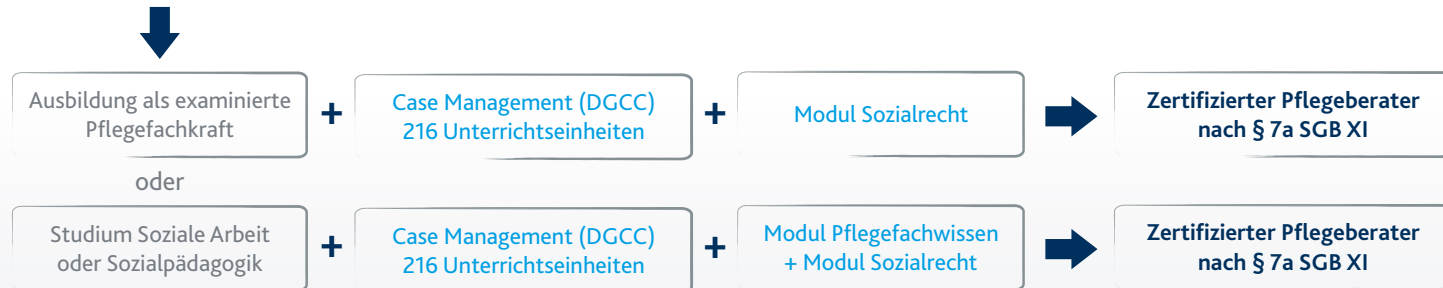 Ausbildung als examinierte
Pflegefachkraft
+
Case Management (DGCC)
216 Unterrichtseinheiten
+
Modul Sozialrecht
Zertifizierter Pflegeberater
nach § 7a SGB XI
oder
Studium Soziale Arbeit
oder Sozialpädagogik
+
Case Management (DGCC)
216 Unterrichtseinheiten
+
Modul Pflegefachwissen
+ Modul Sozialrecht
Zertifizierter Pflegeberater
nach § 7a SGB XI